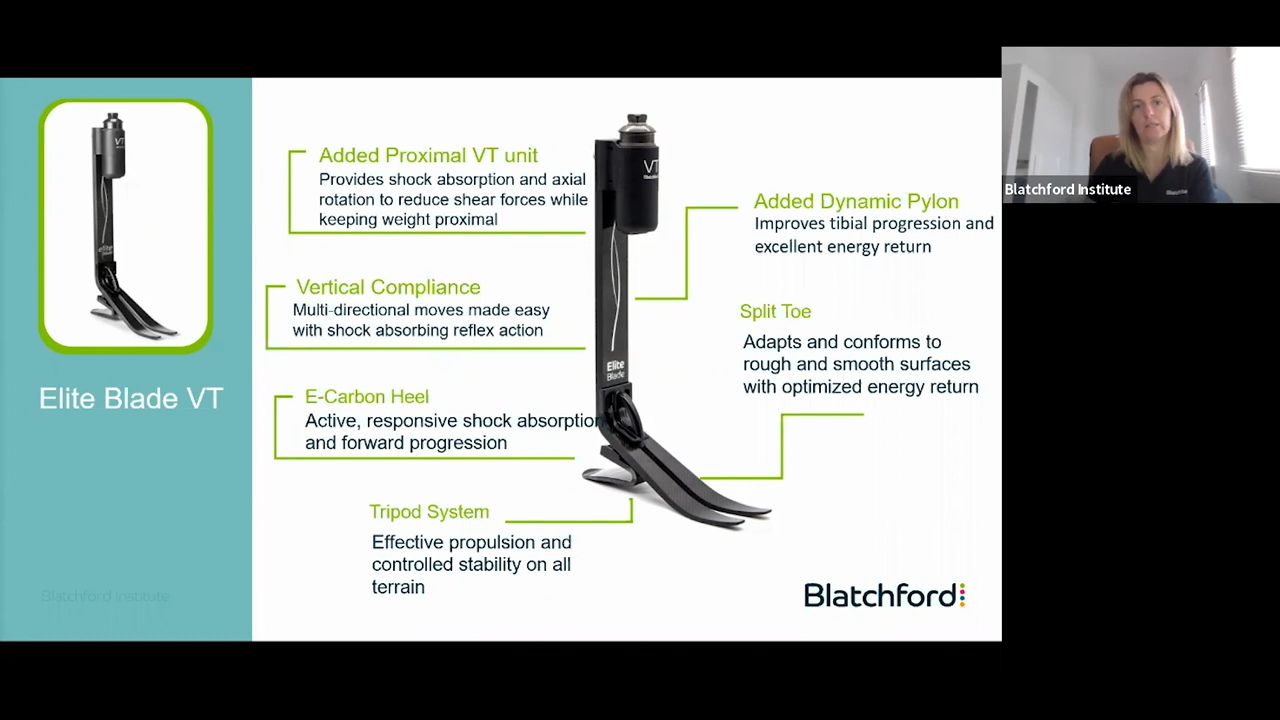 Elite Blade VT
Blatchford Institute
Added Proximal VT unit
Provides shock absorption and axial
rotation to reduce shear forces while
keeping weight proximal
Vertical Compliance
Multi-directional moves made easy
with shock absorbing reflex action
E-Carbon Heel
Active, responsive shock absorption
and forward progression
Tripod System
Effective propulsion and
controlled stability on all
terrain
VT
Elite
Blade
Added Dynamic Pylon
Improves tibial progression and
excellent energy return
Split Toe
Adapts and conforms to
rough and smooth surfaces
with optimized energy return
Blatchford
Blatchford Institute